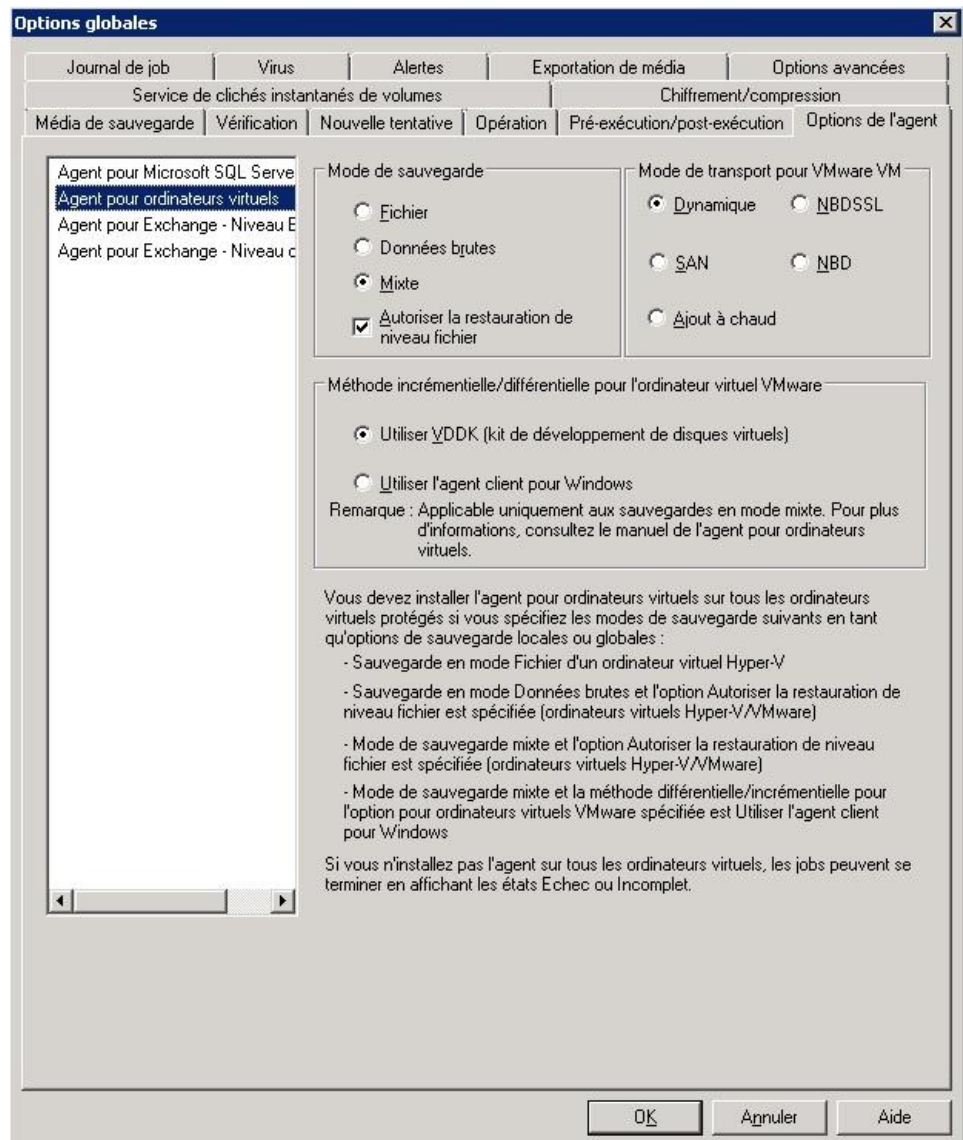 Options globales
Journal de job
Virus
Alertes
Exportation de média
Options avancées
Service de clichés instantanés de volumes
Chiffrement/compression
Média de sauvegarde
Vérification
Nouvelle tentative
Opération
Pré-exécution/post-exécution
Options de l'agent
Agent pour Microsoft SQL Serve
Agent pour ordinateurs virtuels
Agent pour Exchange - Niveau E
Agent pour Exchange - Niveau c
Mode de sauvegarde
Fichier
Données brutes
Mixte
Autoriser la restauration de
niveau fichier
Mode de transport pour VMware VM
Dynamique
NBDSSL
SAN
NBD
Ajout à chaud
Méthode incrémentielle/différentielle pour l'ordinateur virtuel VMware
Utiliser VDDK (kit de développement de disques virtuels)
Utiliser l'agent client pour Windows
Remarque : Applicable uniquement aux sauvegardes en mode mixte. Pour plus
d'informations, consultez le manuel de l'agent pour ordinateurs
virtuels.
Vous devez installer l'agent pour ordinateurs virtuels sur tous les ordinateurs
virtuels protégés si vous spécifiez les modes de sauvegarde suivants en tant
qu'options de sauvegarde locales ou globales :
- Sauvegarde en mode Fichier d'un ordinateur virtuel Hyper-V
- Sauvegarde en mode Données brutes et l'option Autoriser la restauration de
niveau fichier est spécifiée (ordinateurs virtuels Hyper-V/VMware)
- Mode de sauvegarde mixte et l'option Autoriser la restauration de niveau
fichier est spécifiée (ordinateurs virtuels Hyper-V/VMware)
- Mode de sauvegarde mixte et la méthode différentielle/incrémentielle pour
l'option pour ordinateurs virtuels VMware spécifiée est Utiliser l'agent client
pour Windows
Si vous n'installez pas l'agent sur tous les ordinateurs virtuels, les jobs peuvent se
terminer en affichant les états Echec ou Incomplet.
OK
Annuler
Aide